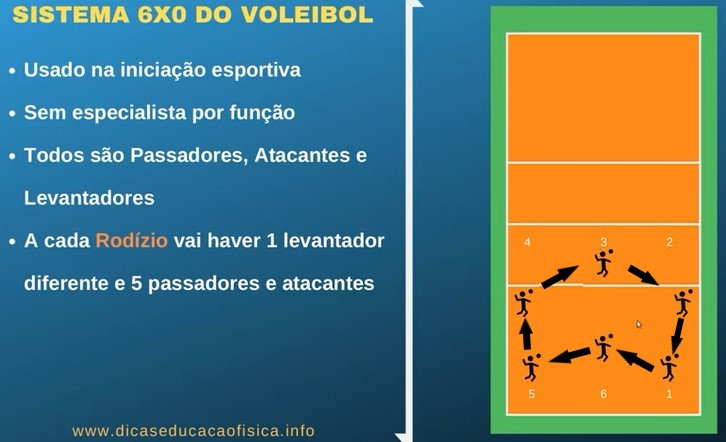 SISTEMA 6X0 DO VOLEIBOL
• Usado na iniciação esportiva
• Sem especialista por função
• Todos são Passadores, Atacantes e
Levantadores
• A cada Rodízio vai haver 1 levantador
diferente e 5 passadores e atacantes
www.dicaseducacaofisica.info
4 3 2
5 6 1